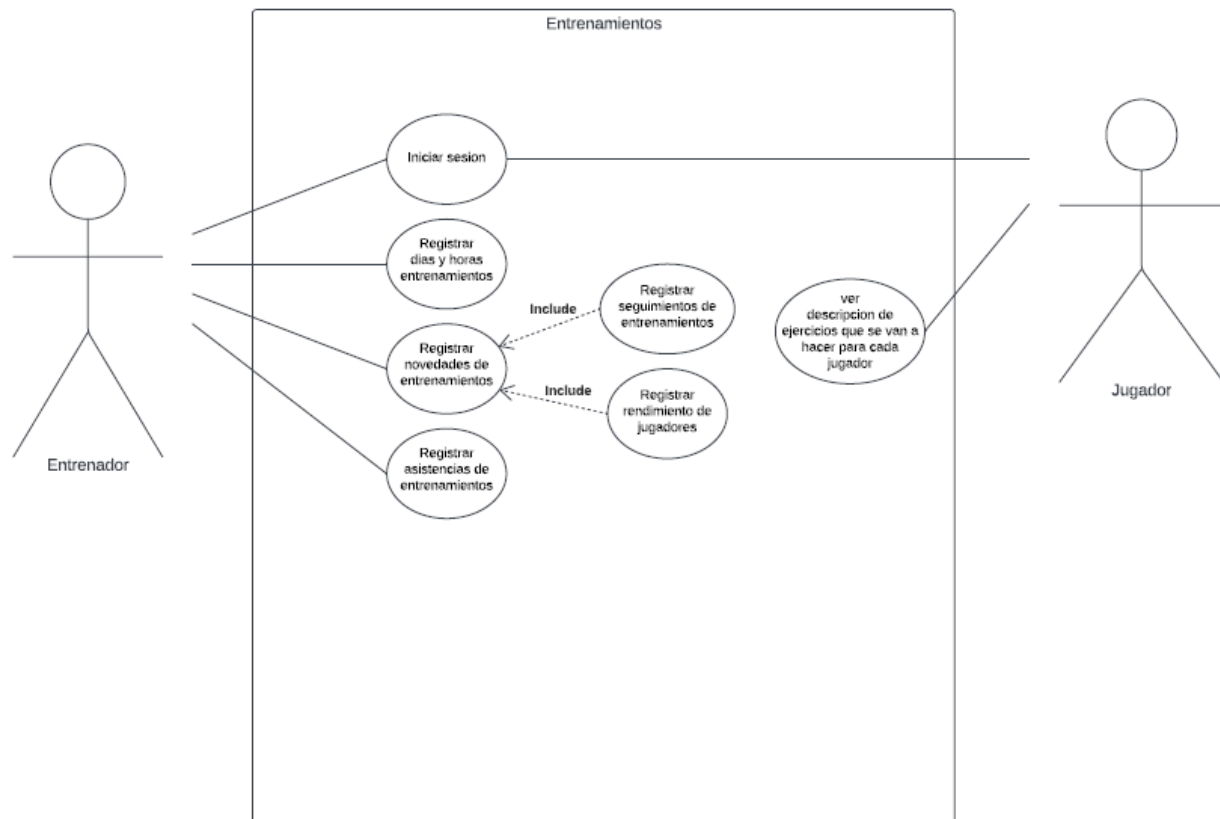 Entrenamientos
Iniciar sesion
Registrar
dias y horas
entrenamientos
Registrar
novedades de
entrenamientos
Registrar
asistencias de
entrenamientos
Include
Include
Registrar
seguimientos de
entrenamientos
Registrar
rendimiento de
jugadores
ver
descripcion de
ejercicios que se van a
hacer para cada
jugador
Entrenador
Jugador